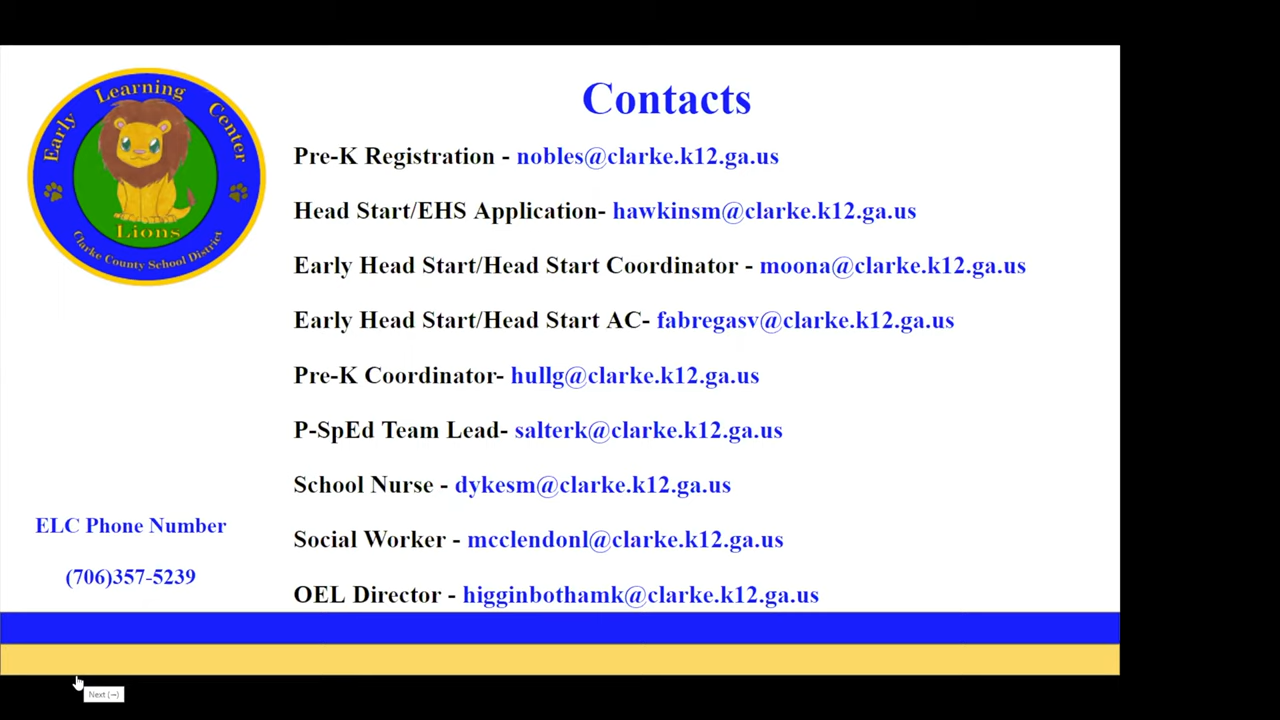 Contacts
Early Learning Center
Lions
Clarke County School District
Pre-K Registration - nobles@clarke.k12.ga.us
Head Start/EHS Application- hawkinsm@clarke.k12.ga.us
Early Head Start/Head Start Coordinator - moona@clarke.k12.ga.us
Early Head Start/Head Start AC- fabregasv@clarke.k12.ga.us
Pre-K Coordinator- hullg@clarke.k12.ga.us
P-SpEd Team Lead- salterk@clarke.k12.ga.us
School Nurse - dykesm@clarke.k12.ga.us
Social Worker - mcclendonl@clarke.k12.ga.us
OEL Director - higginbothamk@clarke.k12.ga.us
ELC Phone Number
(706)357-5239
Next (→)